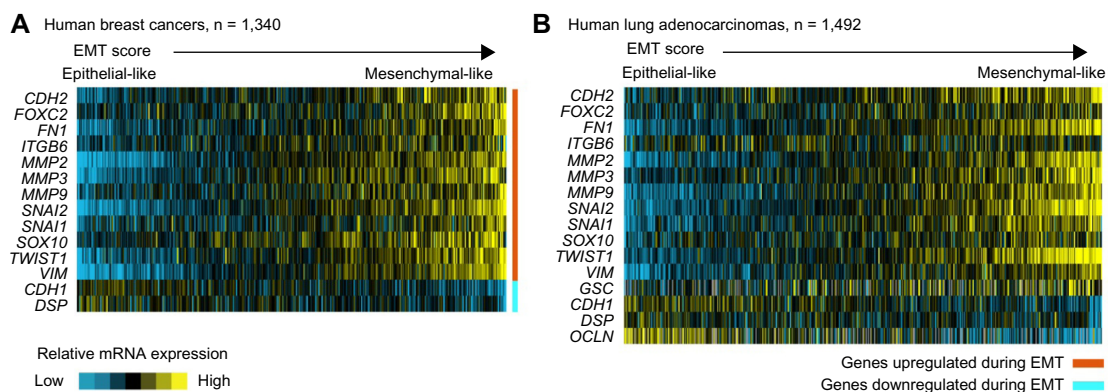 A Human breast cancers, n = 1,340
EMT score
Epithelial-like Mesenchymal-like
CDH2
FOXC2
FN1
ITGB6
MMP2
MMP3
MMP9
SNAI2
SNAI1
SOX10
TWIST1
VIM
CDH1
DSP
Relative mRNA expression
Low High
B Human lung adenocarcinomas, n = 1,492
EMT score
Epithelial-like Mesenchymal-like
CDH2
FOXC2
FN1
ITGB6
MMP2
MMP3
MMP9
SNAI2
SNAI1
SOX10
TWIST1
VIM
GSC
CDH1
DSP
OCLN
Genes upregulated during EMT
Genes downregulated during EMT